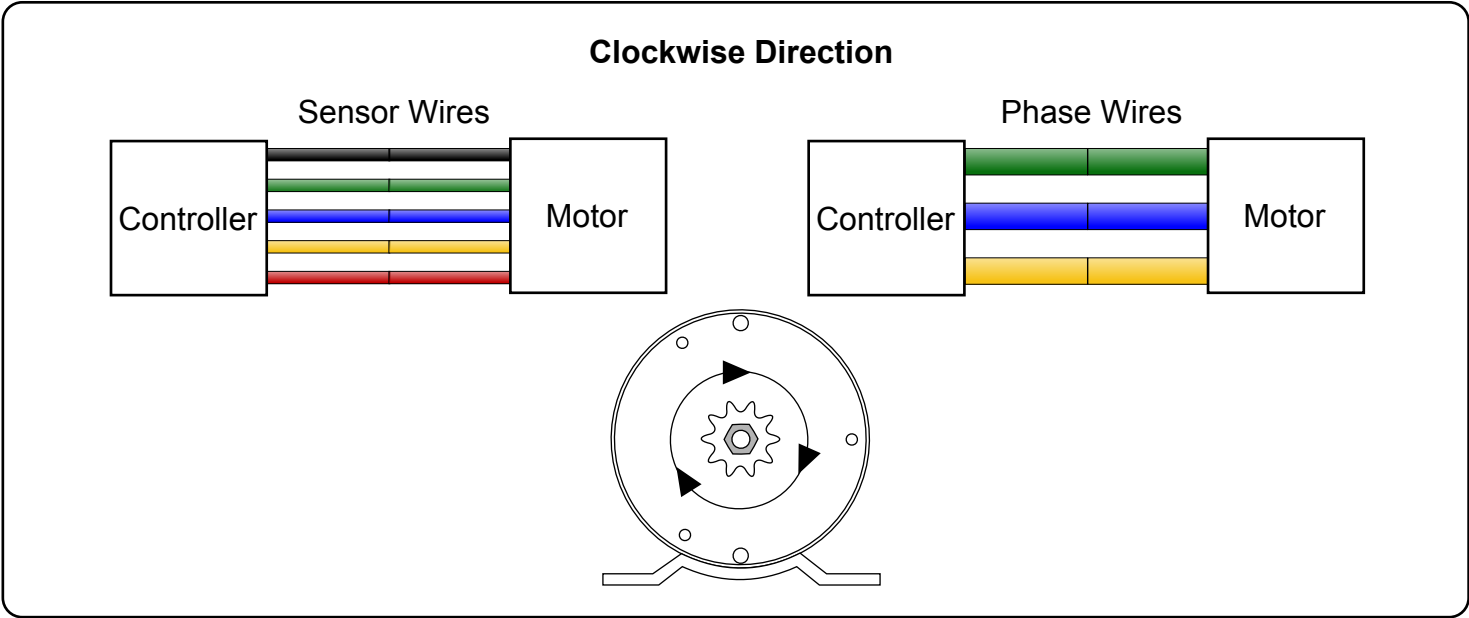 Clockwise Direction
Sensor Wires
Controller
Motor
Phase Wires
Controller
Motor